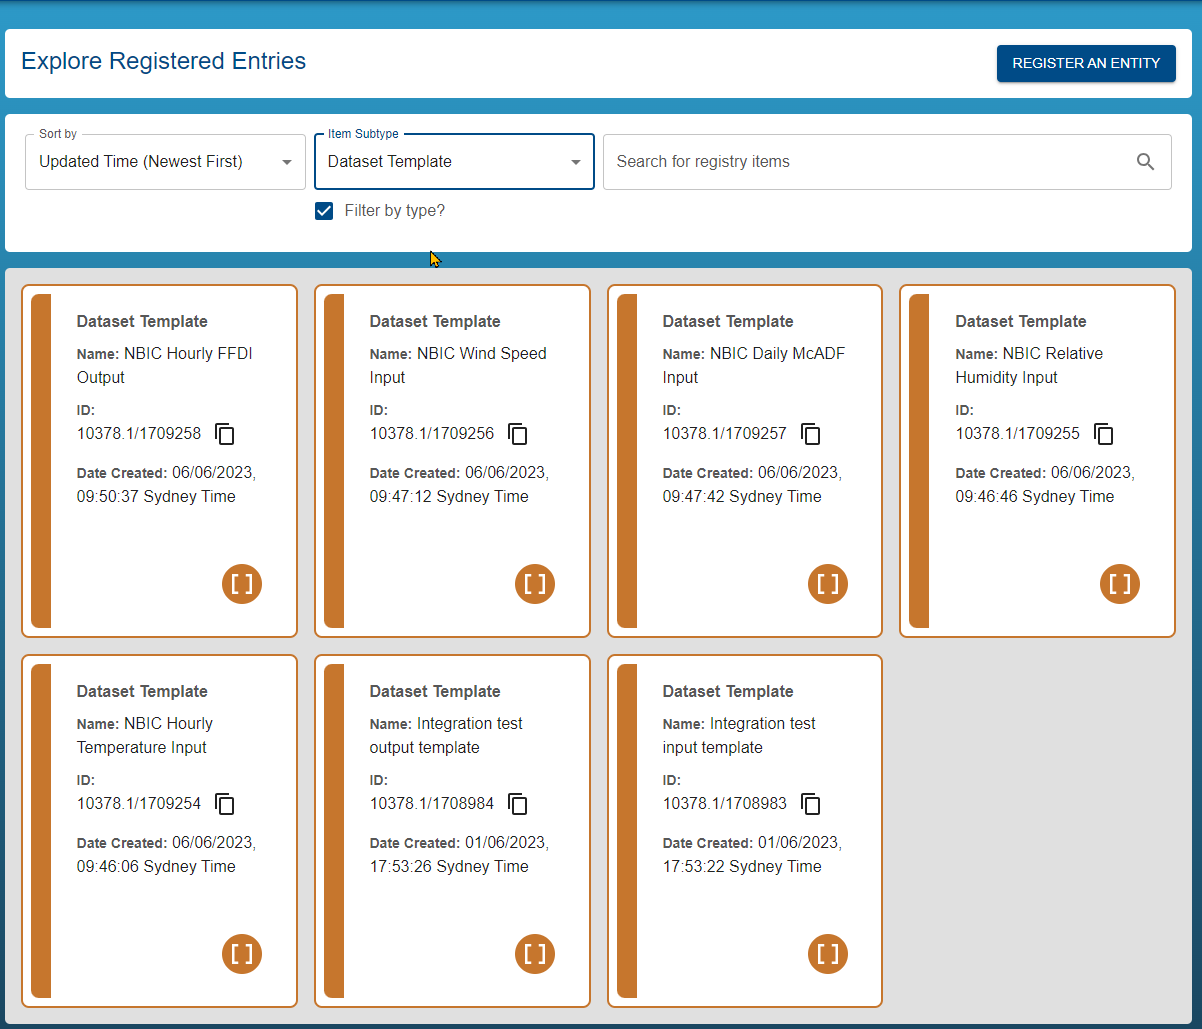 Explore Registered Entries
REGISTER AN ENTITY
Sort by
Updated Time (Newest First)
Item Subtype
Dataset Template
Search for registry items
Filter by type?
Dataset Template
Name: NBIC Hourly FFDI
Output
ID:
10378.1/1709258
Date Created: 06/06/2023,
09:50:37 Sydney Time
[ ]
Dataset Template
Name: NBIC Wind Speed
Input
ID:
10378.1/1709256
Date Created: 06/06/2023,
09:47:12 Sydney Time
[ ]
Dataset Template
Name: NBIC Daily McADF
Input
ID:
10378.1/1709257
Date Created: 06/06/2023,
09:47:42 Sydney Time
[ ]
Dataset Template
Name: NBIC Relative
Humidity Input
ID:
10378.1/1709255
Date Created: 06/06/2023,
09:46:46 Sydney Time
[ ]
Dataset Template
Name: NBIC Hourly
Temperature Input
ID:
10378.1/1709254
Date Created: 06/06/2023,
09:46:06 Sydney Time
[ ]
Dataset Template
Name: Integration test
output template
ID:
10378.1/1708984
Date Created: 01/06/2023,
17:53:26 Sydney Time
[ ]
Dataset Template
Name: Integration test
input template
ID:
10378.1/1708983
Date Created: 01/06/2023,
17:53:22 Sydney Time
[ ]